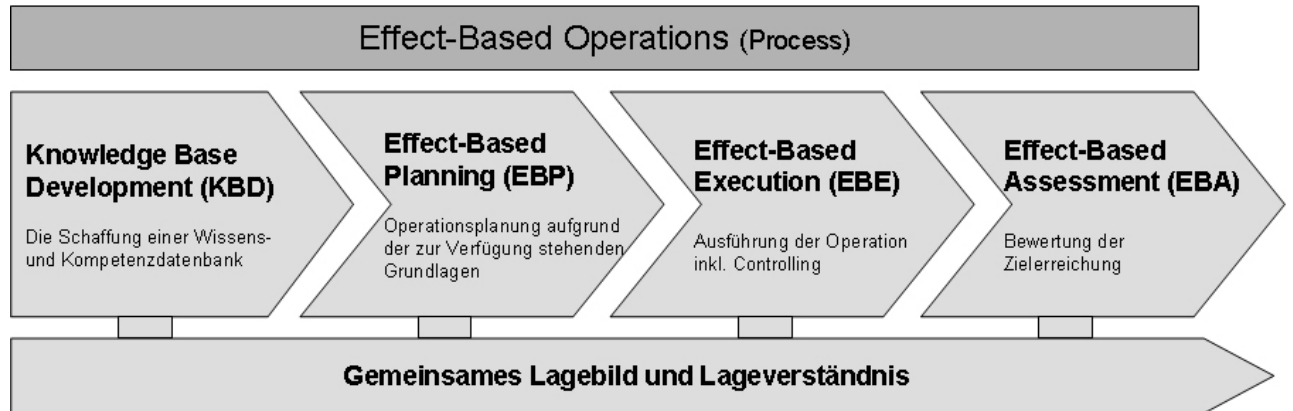 Effect-Based Operations (Process)
Knowledge Base
Development (KBD)
Die Schaffung einer Wissens-
und Kompetenzdatenbank
Effect-Based
Planning (EBP)
Operationsplanung aufgrund
der zur Verfügung stehenden
Grundlagen
Effect-Based
Execution (EBE)
Ausführung der Operation
inkl. Controlling
Effect-Based
Assessment (EBA)
Bewertung der
Zielerreichung
Gemeinsames Lagebild und Lageverständnis